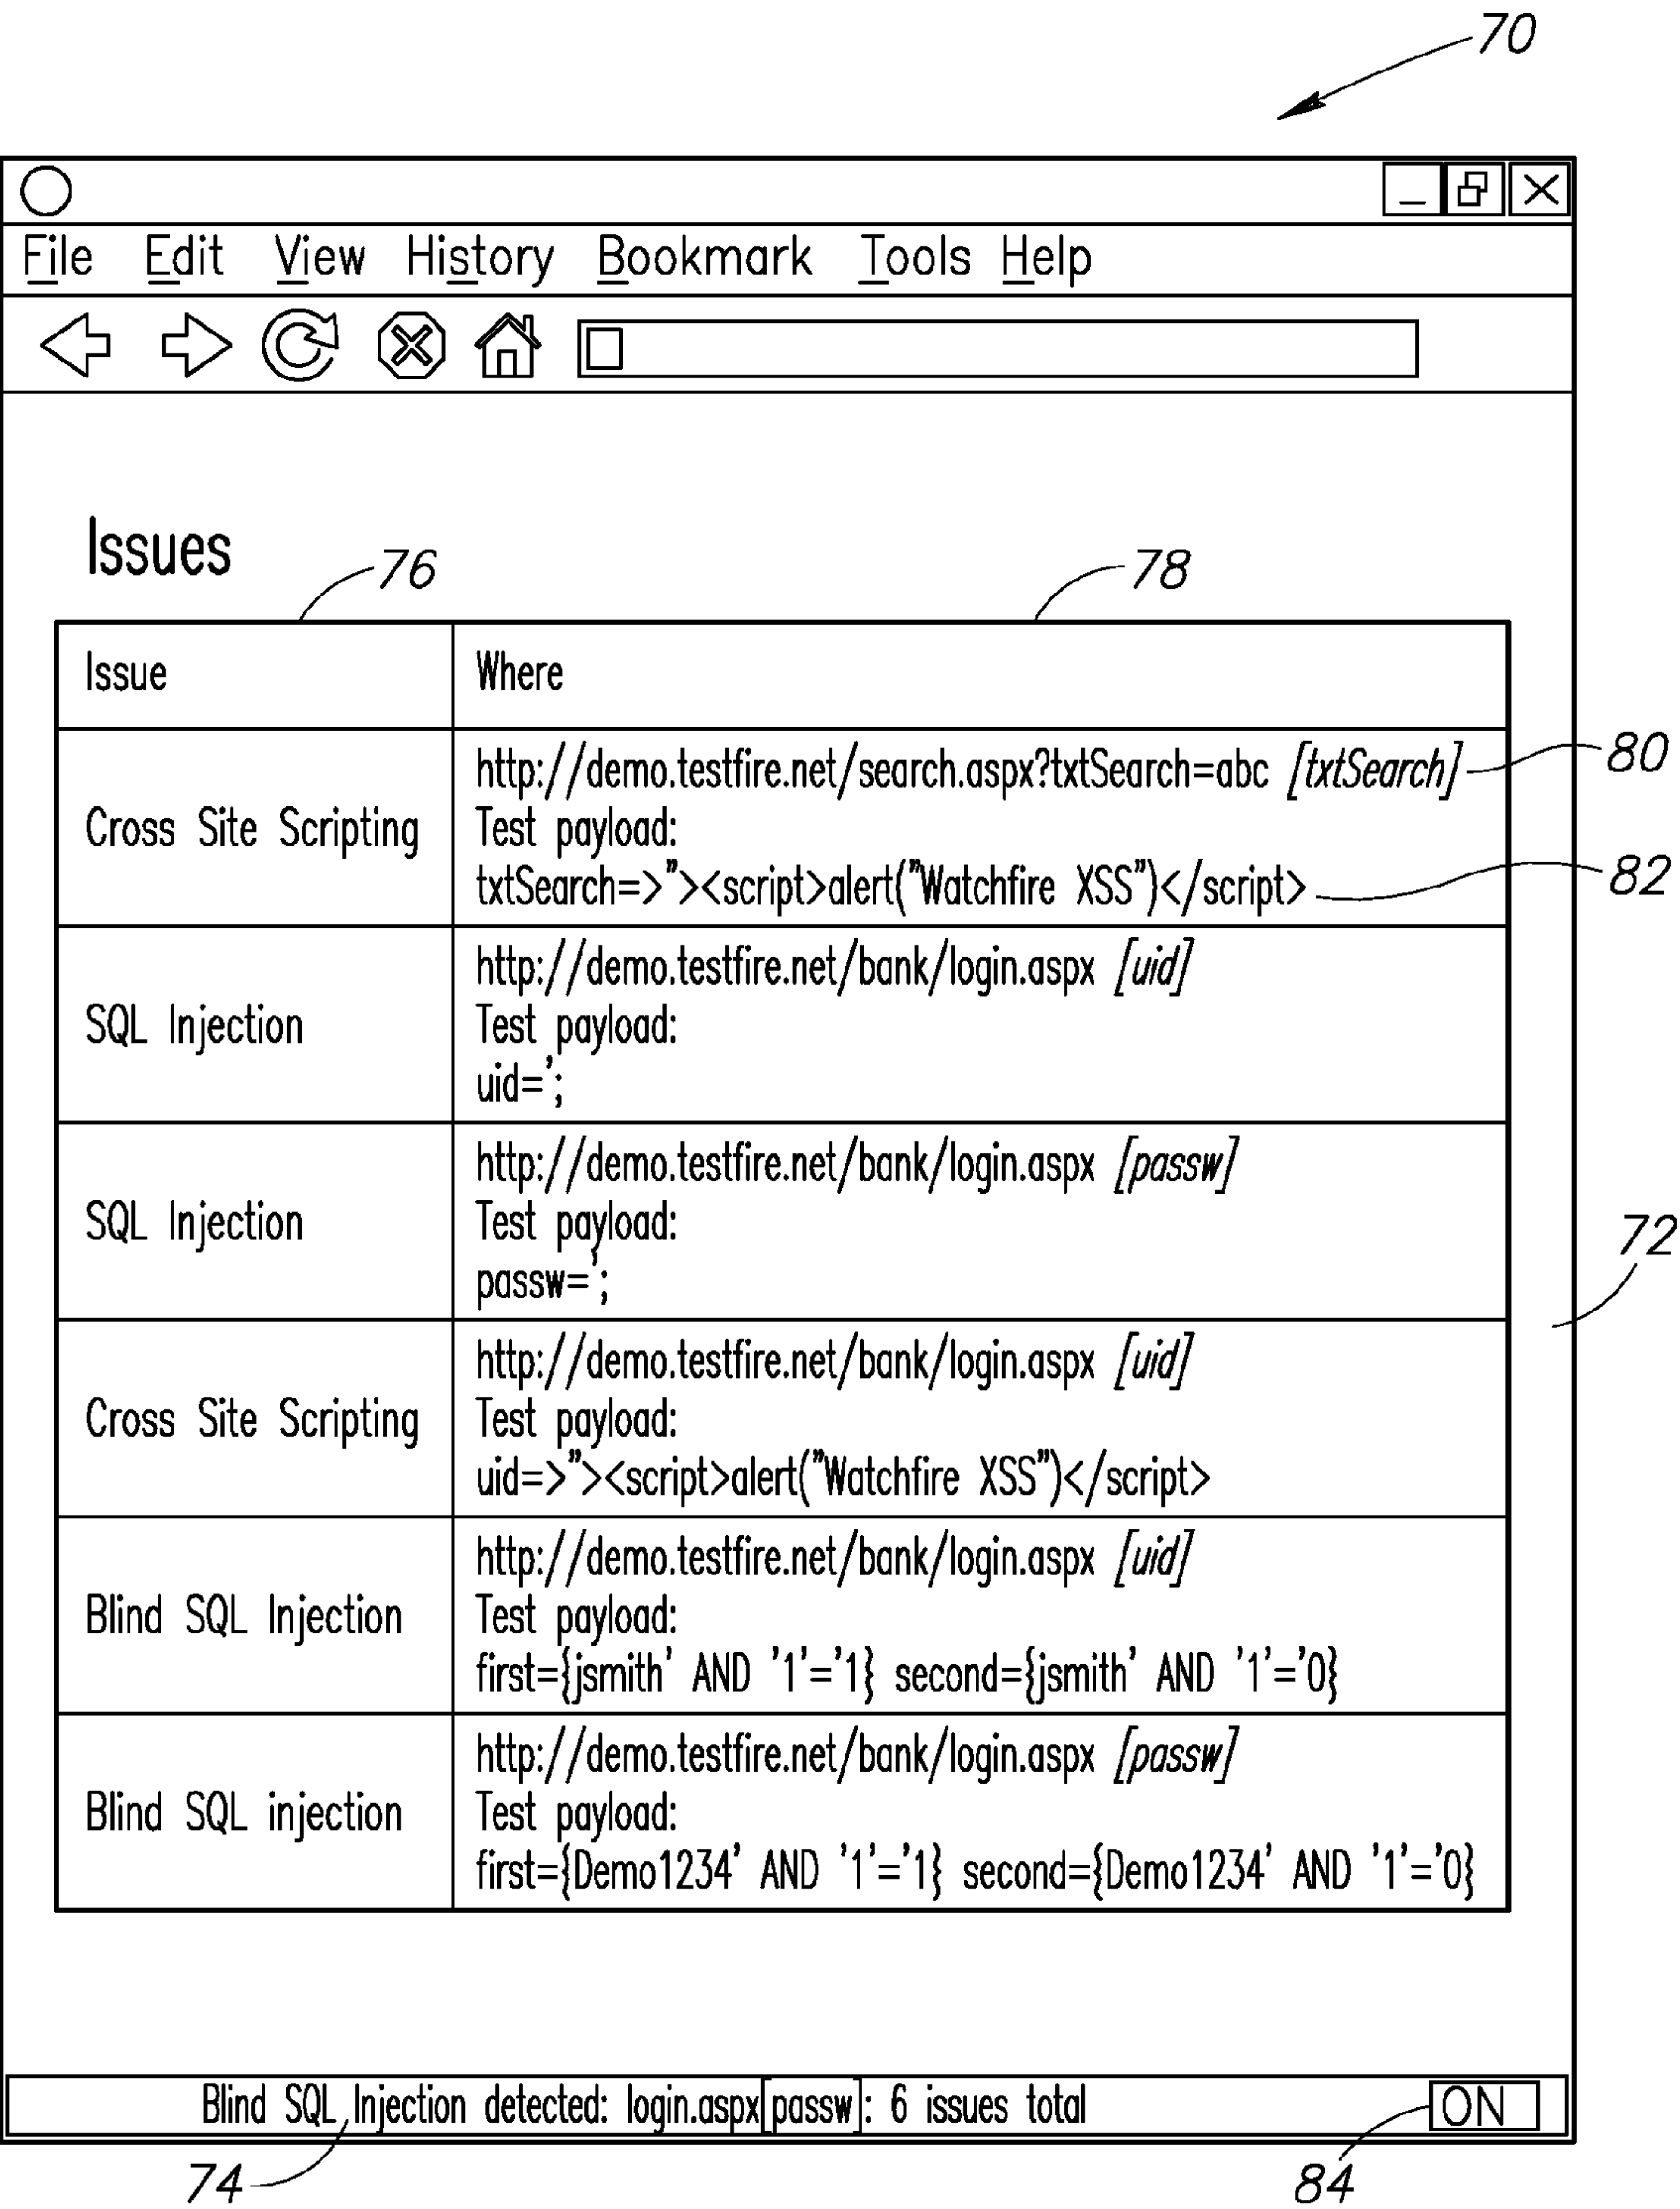 70
File Edit View History Bookmark Tools Help
Issues
76
78
Issue Where
http://demo.testfire.net/search.aspx?txtSearch=abc [txtSearch]
80
Cross Site Scripting
Test payload:
txtSearch=>"><script>alert("Watchfire XSS")</script>
82
http://demo.testfire.net/bank/login.aspx [uid]
SQL Injection
Test payload:
uid=';
http://demo.testfire.net/bank/login.aspx [passw]
SQL Injection
Test payload:
passw=';
72
http://demo.testfire.net/bank/login.aspx [uid]
Cross Site Scripting
Test payload:
uid=>"><script>alert("Watchfire XSS")</script>
http://demo.testfire.net/bank/login.aspx [uid]
Blind SQL Injection
Test payload:
first={jsmith' AND '1'='1} second={jsmith' AND '1'='0}
http://demo.testfire.net/bank/login.aspx [passw]
Blind SQL injection
Test payload:
first={Demo1234' AND '1'='1} second={Demo1234' AND '1'='0}
Blind SQL Injection detected: login.aspx[passw]: 6 issues total
ON
74
84